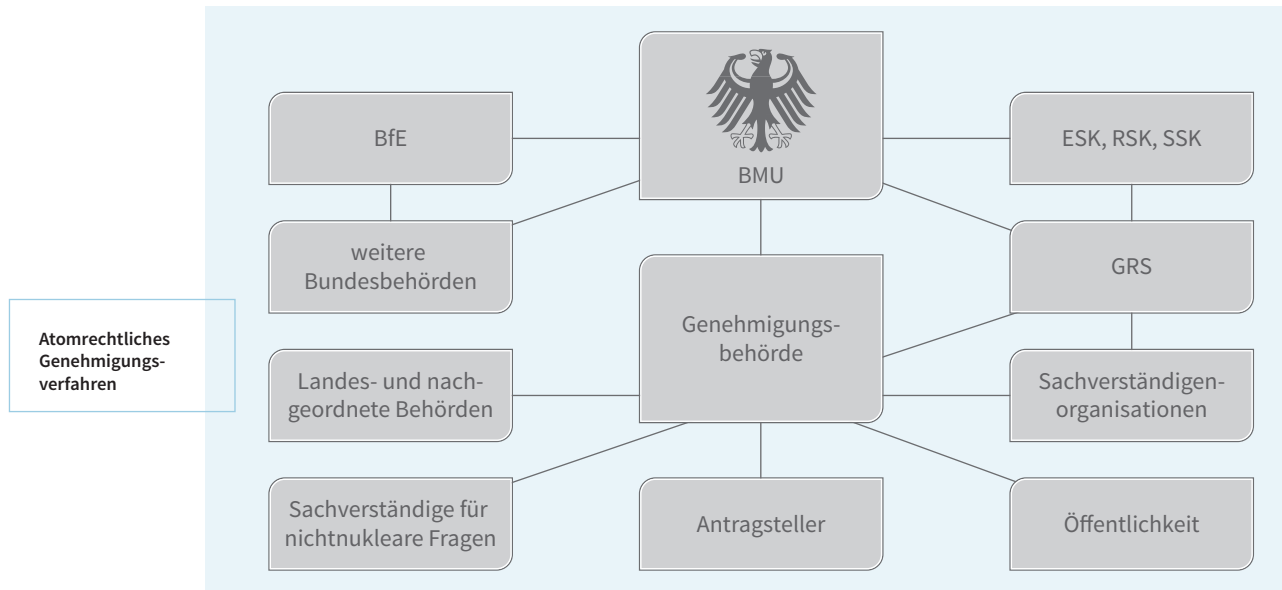 Atomrechtliches
Genehmigungs-
verfahren
BfE
BMU
ESK, RSK, SSK
weitere
Bundesbehörden
GRS
Genehmigungs-
behörde
Landes- und nach-
geordnete Behörden
Sachverständigen-
organisationen
Sachverständige für
nichtnukleare Fragen
Antragsteller
Öffentlichkeit